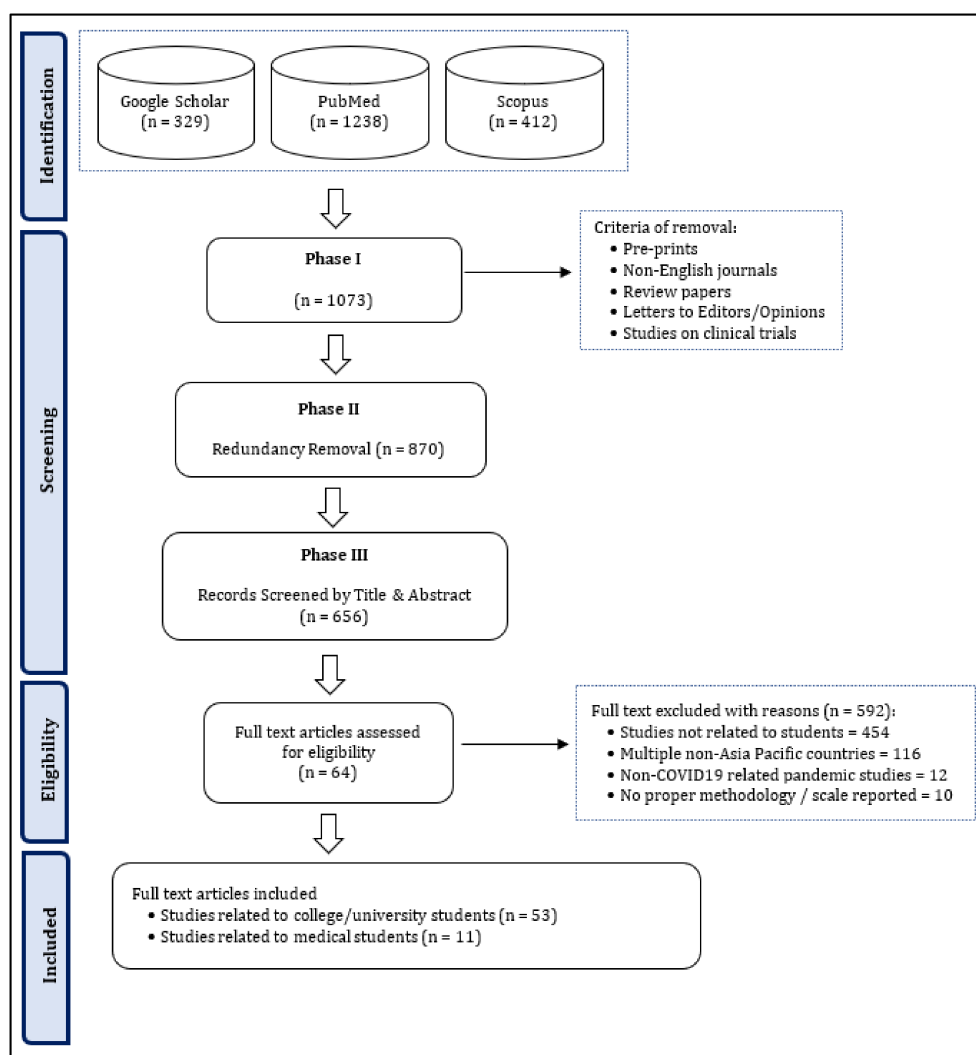 Identification
Google Scholar
(n = 329)
PubMed
(n = 1238)
Scopus
(n = 412)
Screening
Phase I
(n = 1073)
Criteria of removal:
• Pre-prints
• Non-English journals
• Review papers
• Letters to Editors/Opinions
• Studies on clinical trials
Phase II
Redundancy Removal (n = 870)
Phase III
Records Screened by Title & Abstract
(n = 656)
Eligibility
Full text articles assessed
for eligibility
(n = 64)
Full text excluded with reasons (n = 592):
• Studies not related to students = 454
• Multiple non-Asia Pacific countries = 116
• Non-COVID19 related pandemic studies = 12
• No proper methodology / scale reported = 10
Included
Full text articles included
• Studies related to college/university students (n = 53)
• Studies related to medical students (n = 11)